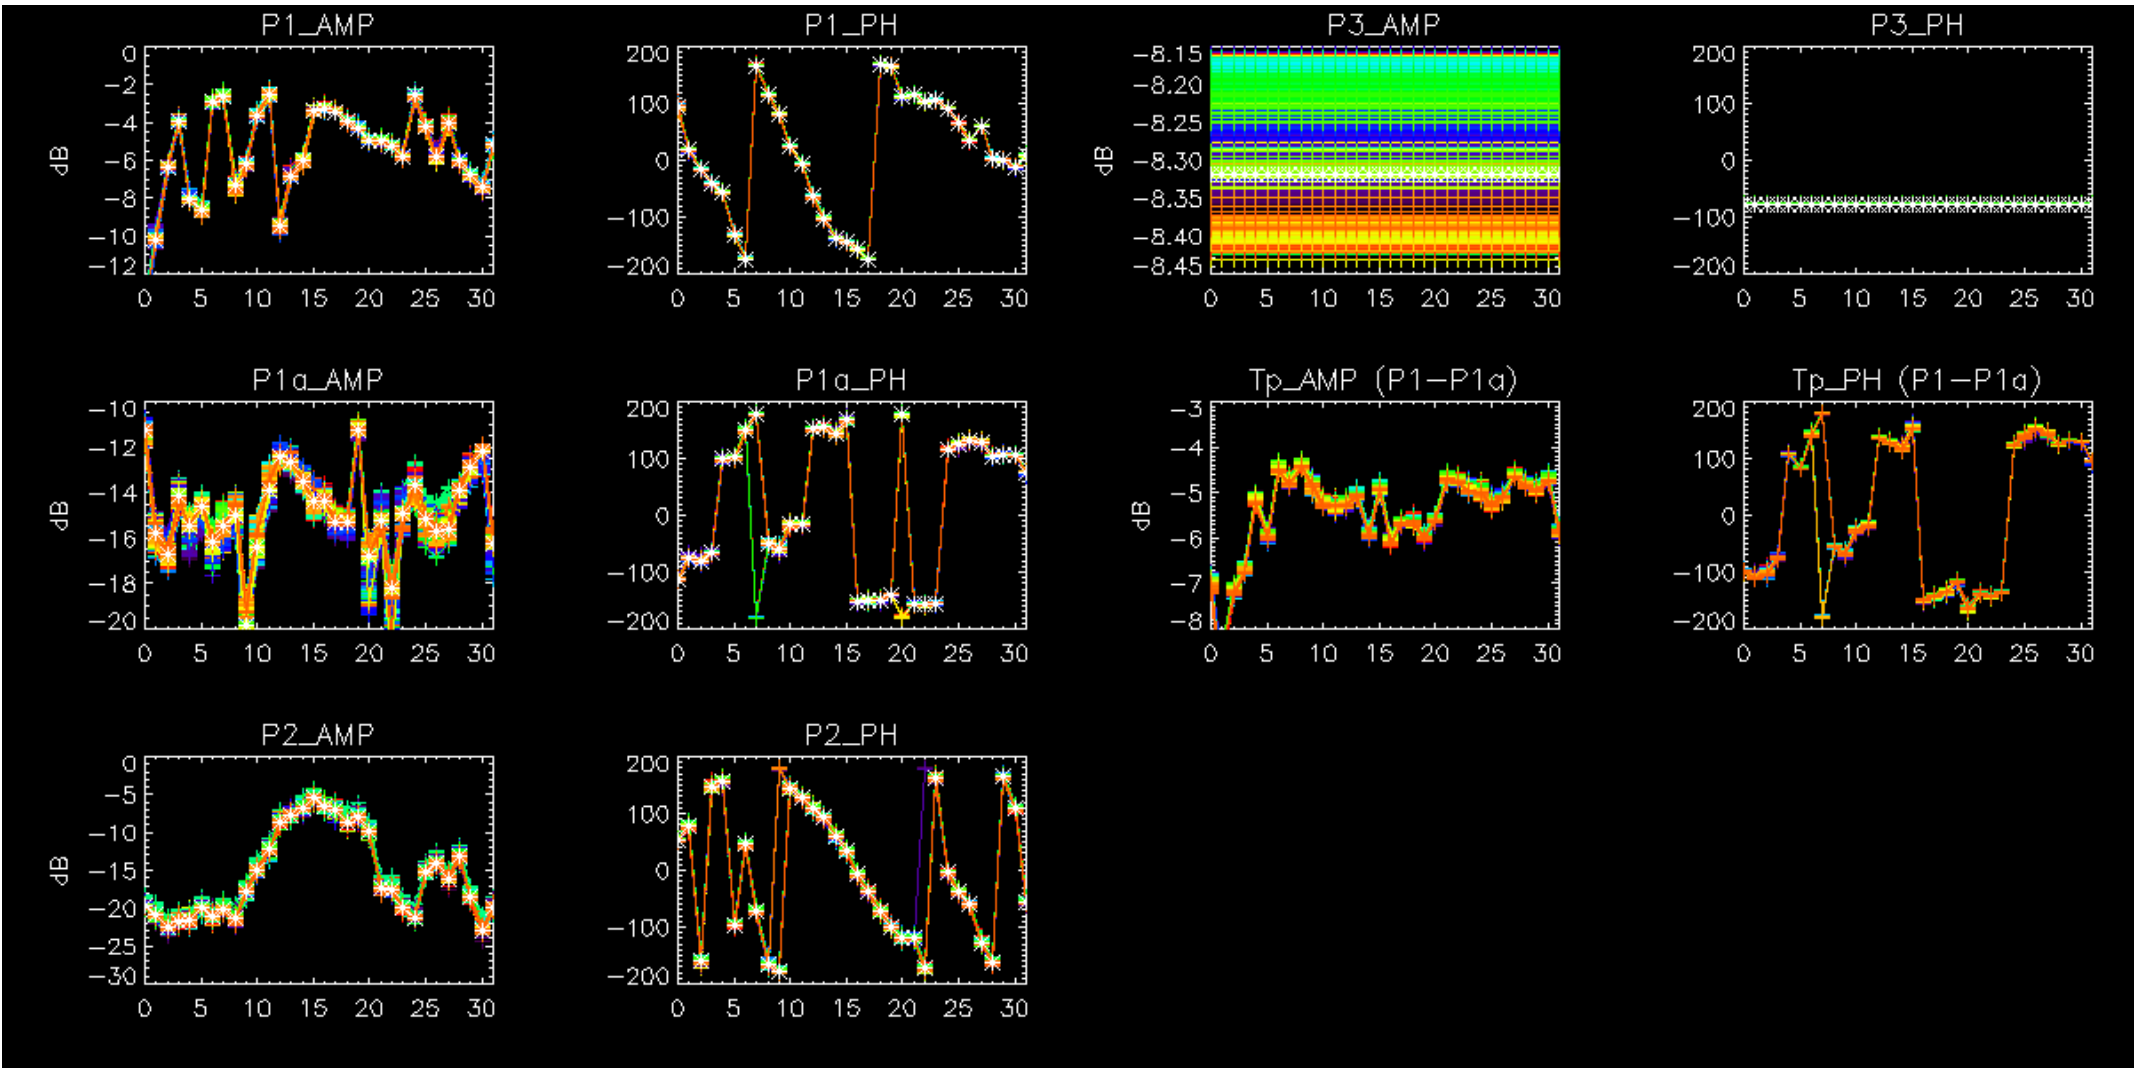 P1_AMP P1_PH P3_AMP P3_PH
0 200 -8.15 200
-2 100 -8.20 100
-4 0 -8.25 0
-6 -100 -8.30 -100
-8 -200 -8.35 -200
-10 -8.40
-12 -8.45
dB dB
0 5 10 15 20 25 30 0 5 10 15 20 25 30 0 5 10 15 20 25 30 0 5 10 15 20 25 30
P1a_AMP P1a_PH Tp_AMP (P1-P1a) Tp_PH (P1-P1a)
-10 200 -3 200
-12 100 -4 100
-14 0 -5 0
-16 -100 -6 -100
-18 -200 -7 -200
-20 -8
dB dB
0 5 10 15 20 25 30 0 5 10 15 20 25 30 0 5 10 15 20 25 30 0 5 10 15 20 25 30
P2_AMP P2_PH
0 200
-5 100
-10 0
-15 -100
-20 -200
-25
-30
dB
0 5 10 15 20 25 30 0 5 10 15 20 25 30